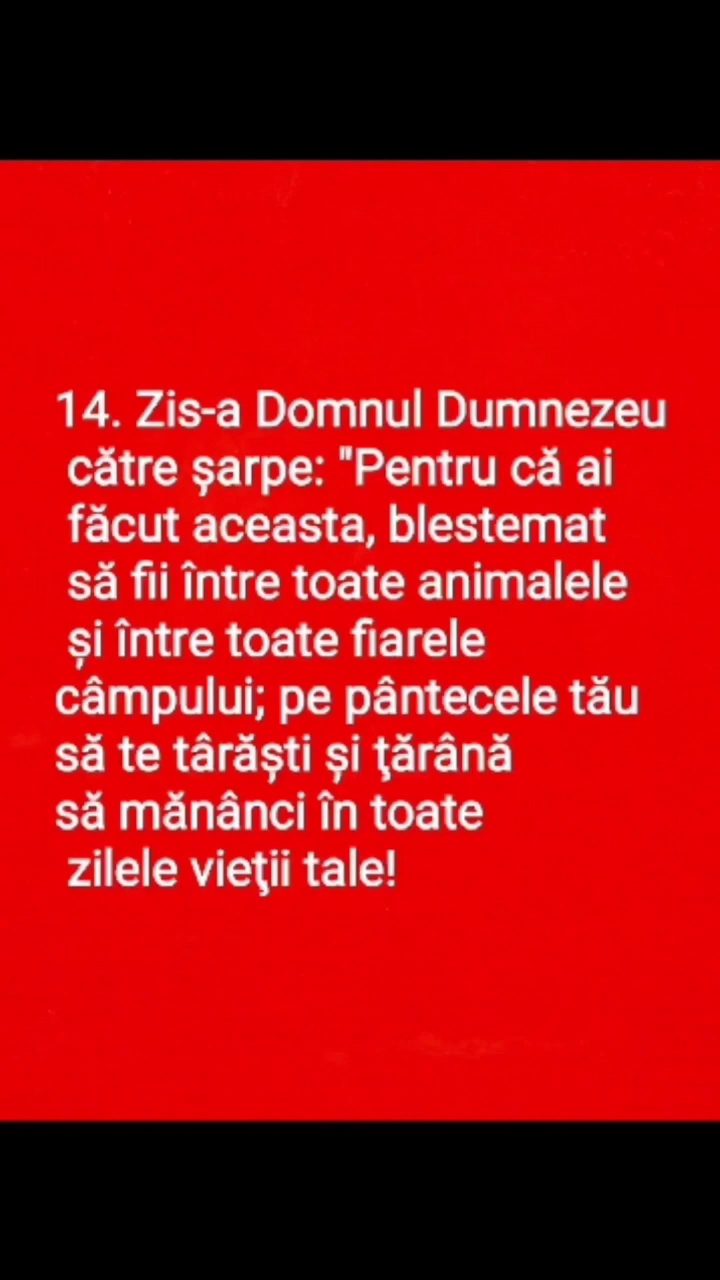 14. Zis-a Domnul Dumnezeu
către șarpe: "Pentru că ai
făcut aceasta, blestemat
să fii între toate animalele
și între toate fiarele
câmpului; pe pântecele tău
să te târăști și ţărână
să mănânci în toate
zilele vieţii tale!